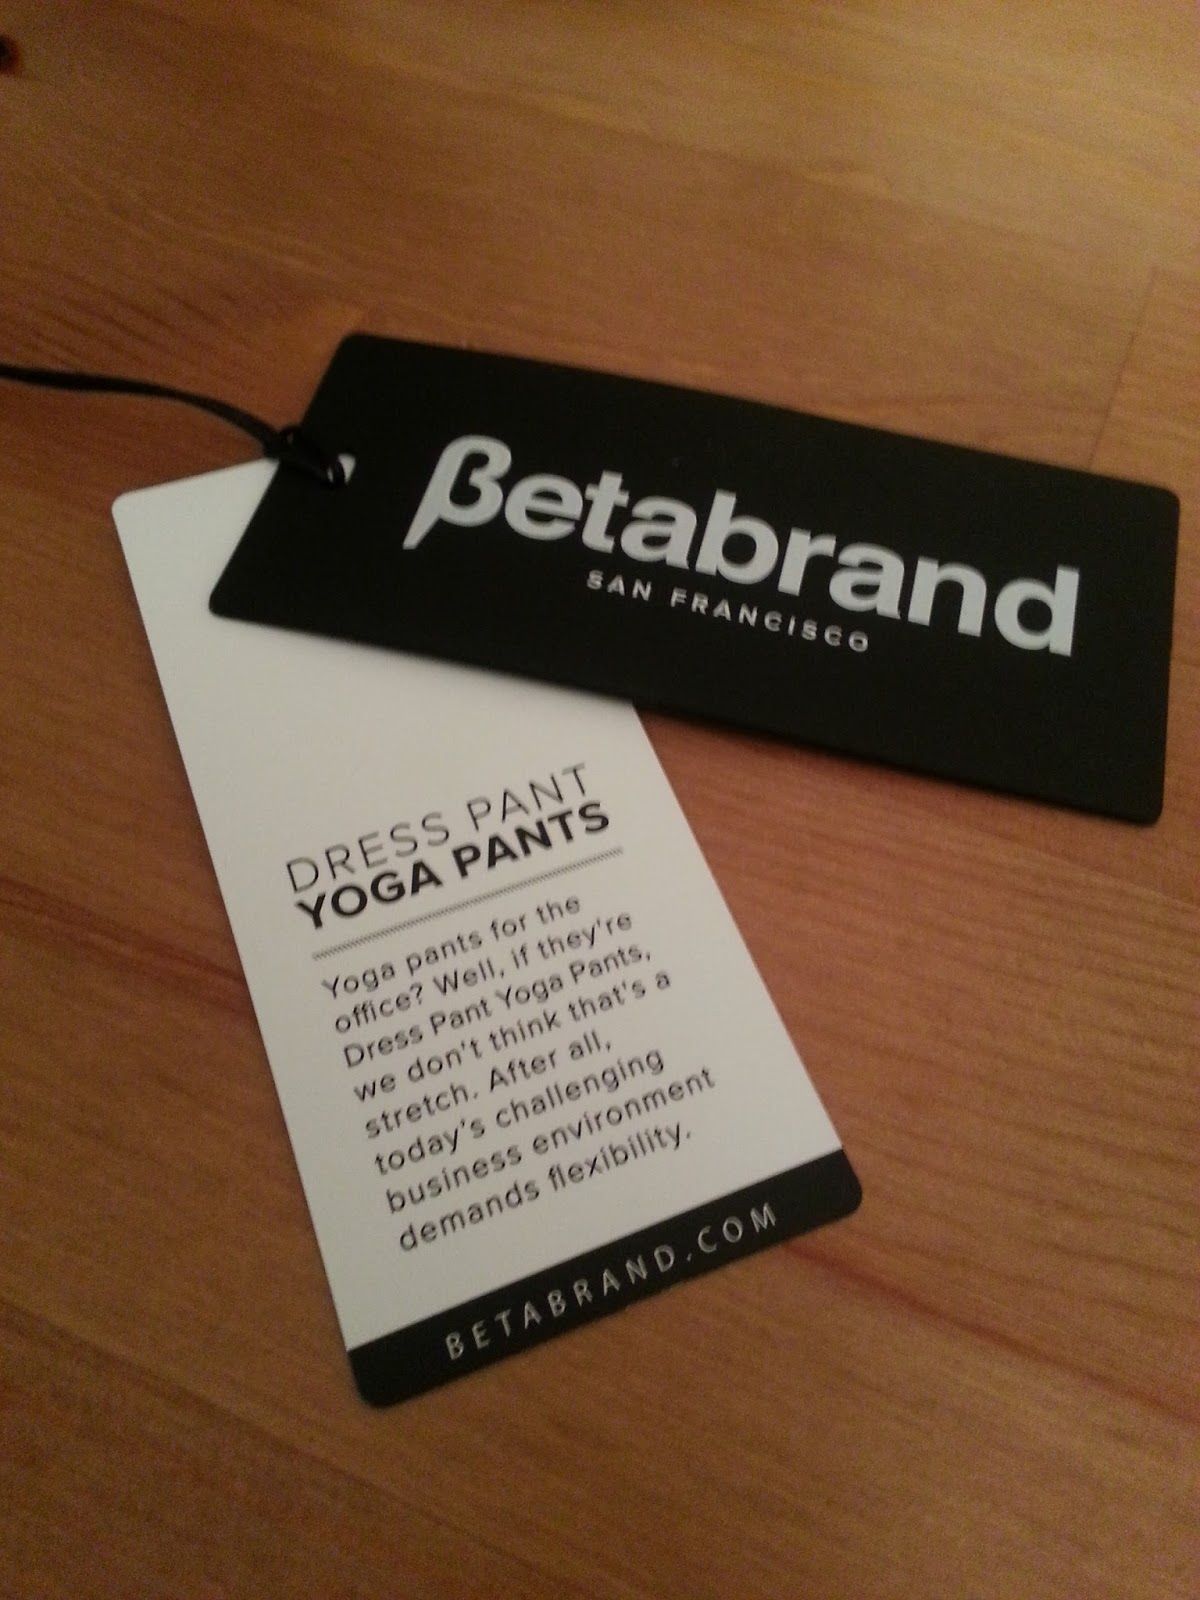 βetabrand
SAN FRANCISCO
DRESS PANT
YOGA PANTS
Yoga pants for the
office? Well, if they're
Dress Pant Yoga Pants,
we don't think that's a
stretch. After all,
today's challenging
business environment
demands flexibility.
BETABRAND.COM